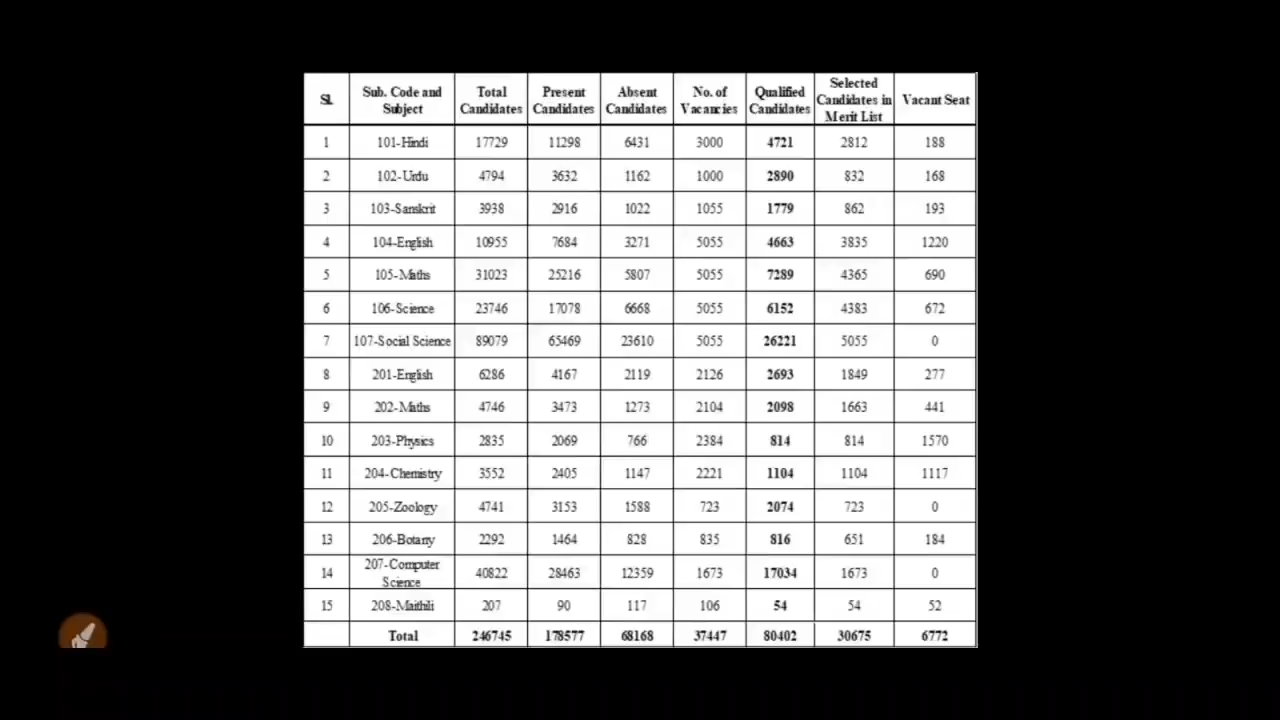 Sl. Sub. Code and Subject Total Candidates Present Candidates Absent Candidates No. of Vacancies Qualified Candidates Selected Candidates in Merit List Vacant Seat
1 101-Hindi 17729 11298 6431 3000 4721 2812 188
2 102-Urdu 4794 3632 1162 1000 2890 832 168
3 103-Sanskrit 3938 2916 1022 1055 1779 862 193
4 104-English 10955 7684 3271 5055 4663 3835 1220
5 105-Maths 31023 25216 5807 5055 7289 4365 690
6 106-Science 23746 17078 6668 5055 6152 4383 672
7 107-Social Science 89079 65469 23610 5055 26221 5055 0
8 201-English 6286 4167 2119 2126 2693 1849 277
9 202-Maths 4746 3473 1273 2104 2098 1663 441
10 203-Physics 2835 2069 766 2384 814 814 1570
11 204-Chemistry 3552 2405 1147 2221 1104 1104 1117
12 205-Zoology 4741 3153 1588 723 2074 723 0
13 206-Botany 2292 1464 828 835 816 651 184
14 207-Computer Science 40822 28463 12359 1673 17034 1673 0
15 208-Maithili 207 90 117 106 54 54 52
Total 246745 178577 68168 37447 80402 30675 6772